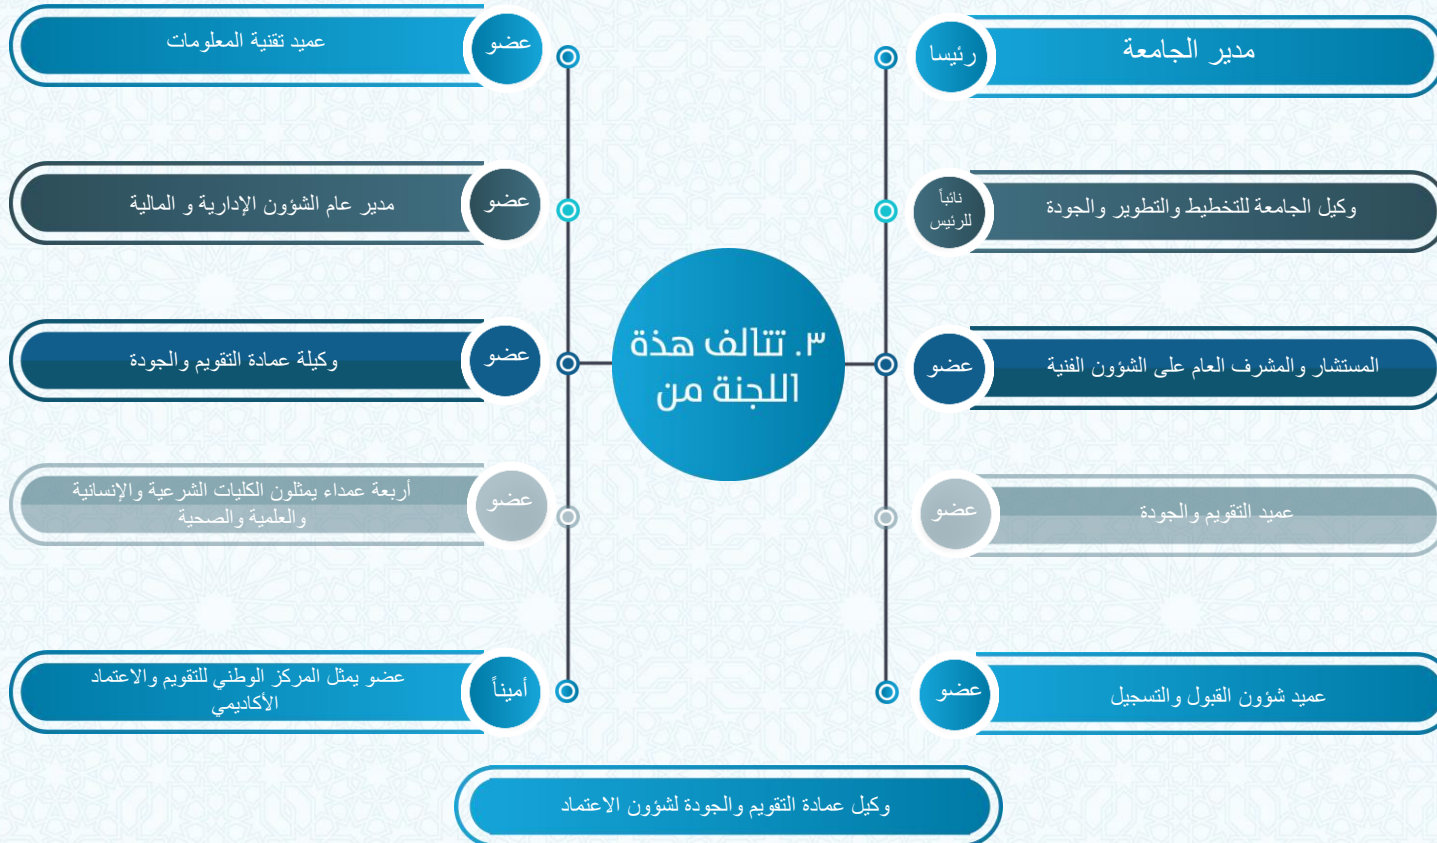 ٣. تتالف هذة
اللجنة من
رئيسا
مدير الجامعة
نائباً
للرئيس
وكيل الجامعة للتخطيط والتطوير والجودة
عضو
المستشار والمشرف العام على الشؤون الفنية
عضو
عميد التقويم والجودة
عضو
عميد شؤون القبول والتسجيل
عضو
عميد تقنية المعلومات
عضو
مدير عام الشؤون الإدارية و المالية
عضو
وكيلة عمادة التقويم والجودة
عضو
أربعة عمداء يمثلون الكليات الشرعية والإنسانية
والعلمية والصحية
أميناً
عضو يمثل المركز الوطني للتقويم والاعتماد
الأكاديمي
وكيل عمادة التقويم والجودة لشؤون الاعتماد